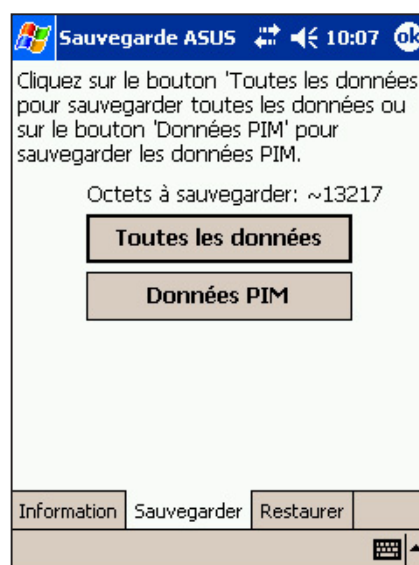 Sauvegarde ASUS 10:07 ok
Cliquez sur le bouton 'Toutes les données
pour sauvegarder toutes les données ou
sur le bouton 'Données PIM' pour
sauvegarder les données PIM.
Octets à sauvegarder: ~13217
Toutes les données
Données PIM
Information Sauvegarder Restaurer